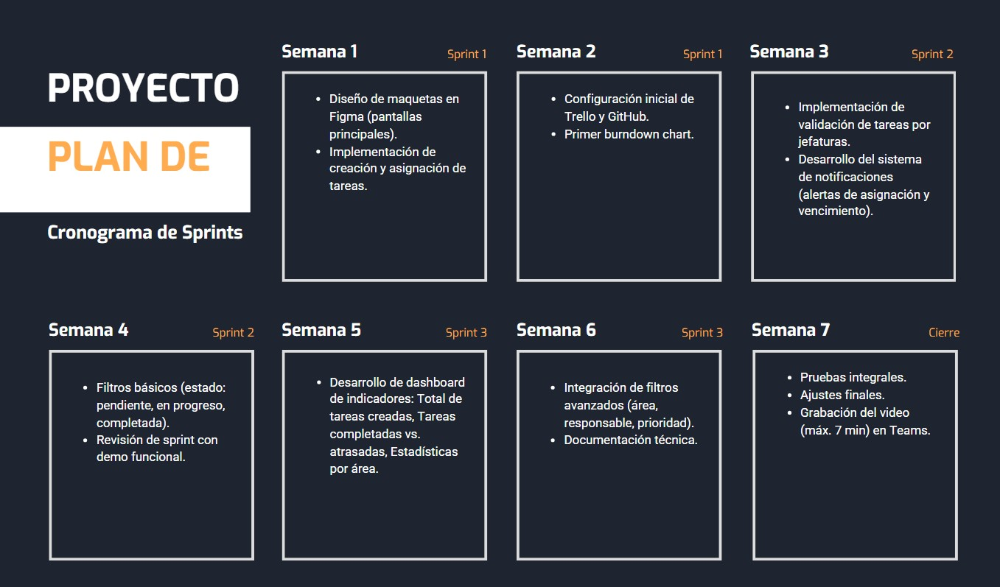 PROYECTO
PLAN DE
Cronograma de Sprints
Semana 1
Sprint 1
• Diseño de maquetas en
Figma (pantallas
principales).
• Implementación de
creación y asignación de
tareas.
Semana 2
Sprint 1
• Configuración inicial de
Trello y GitHub.
• Primer burndown chart.
Semana 3
Sprint 2
• Implementación de
validación de tareas por
jefaturas.
• Desarrollo del sistema
de notificaciones
(alertas de asignación y
vencimiento).
Semana 4
Sprint 2
• Filtros básicos (estado:
pendiente, en progreso,
completada).
• Revisión de sprint con
demo funcional.
Semana 5
Sprint 3
• Desarrollo de dashboard
de indicadores: Total de
tareas creadas, Tareas
completadas vs.
atrasadas, Estadísticas
por área.
Semana 6
Sprint 3
• Integración de filtros
avanzados (área,
responsable, prioridad).
• Documentación técnica.
Semana 7
Cierre
• Pruebas integrales.
• Ajustes finales.
• Grabación del video
(máx. 7 min) en Teams.